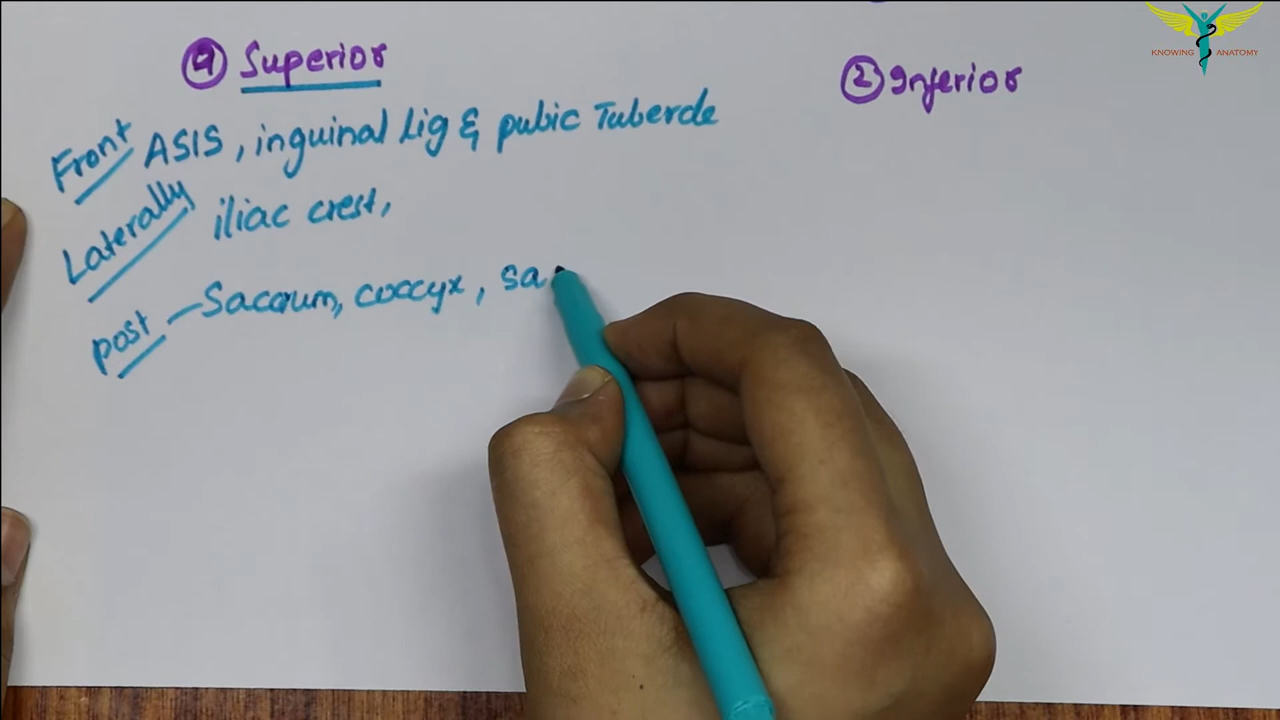 ① Superior
② Inferior
Front ASIS, inguinal Lig & pubic Tubercle
Laterally iliac crest,
post - Sacrum, coccyx, sa
KNOWING ANATOMY